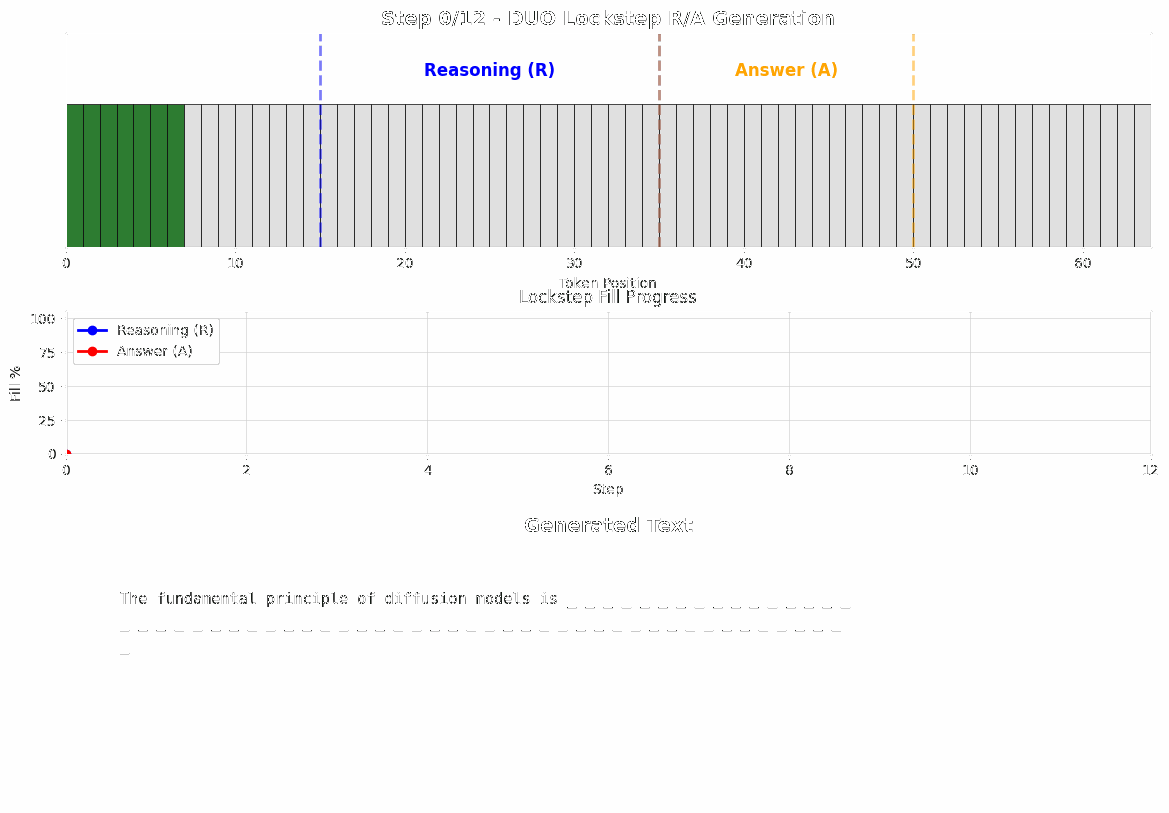 Step 0/12 - DUO Lockstep R/A Generation
Reasoning (R) Answer (A)
0 10 20 30 40 50 60
Token Position
Lockstep Fill Progress
Fill %
100
75
50
25
0
Reasoning (R)
Answer (A)
0 2 4 6 8 10 12
Step
Generated Text
The fundamental principle of diffusion models is _ _ _ _ _ _ _ _ _ _ _ _ _ _ _ _
_ _ _ _ _ _ _ _ _ _ _ _ _ _ _ _ _ _ _ _ _ _ _ _ _ _ _ _ _ _ _ _ _ _ _ _ _ _ _ _
_